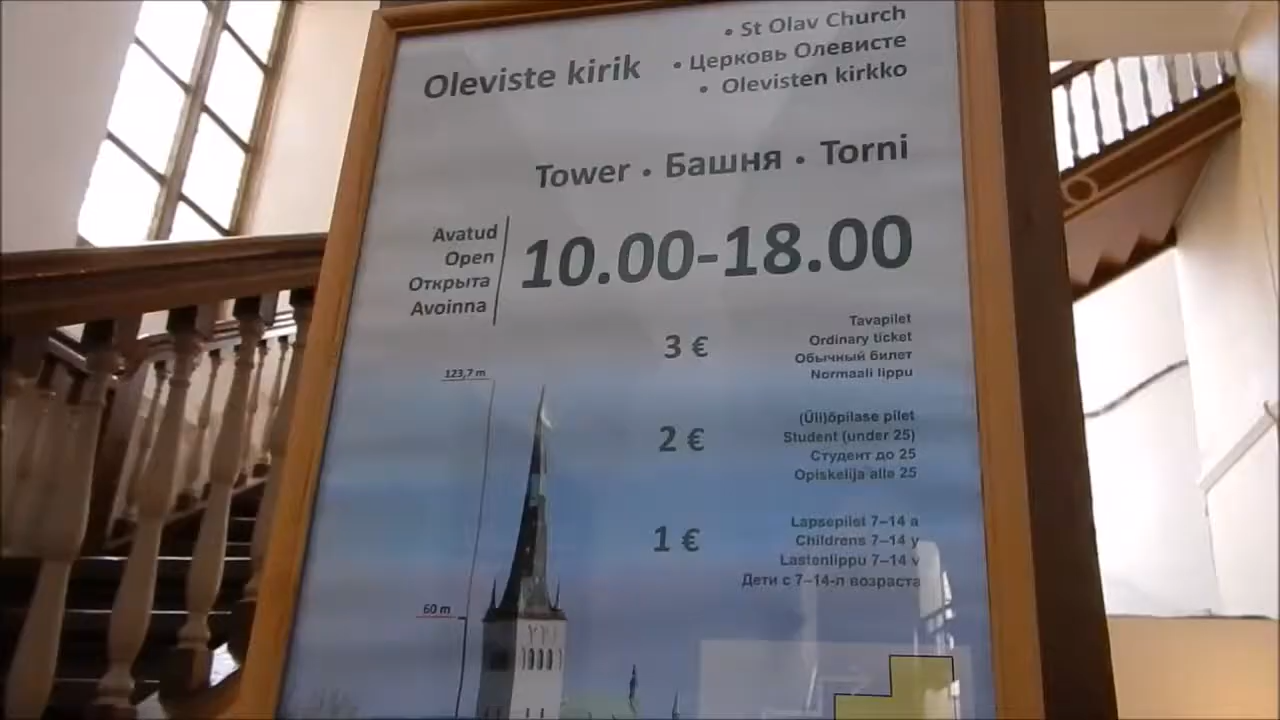 Oleviste kirik
• St Olav Church
• Церковь Олевисте
• Olevisten kirkko
Tower • Башня • Torni
Avatud
Open
Открыта
Avoinna
10.00-18.00
3 €
Tavapilet
Ordinary ticket
Обычный билет
Normaali lippu
123,7 m
2 €
(Üli)õpilase pilet
Student (under 25)
Студент до 25
Opiskelija alle 25
1 €
Lapsepilet 7–14 a
Childrens 7–14 y
Lastenlippu 7–14 v
Дети с 7–14-л возраста
60 m